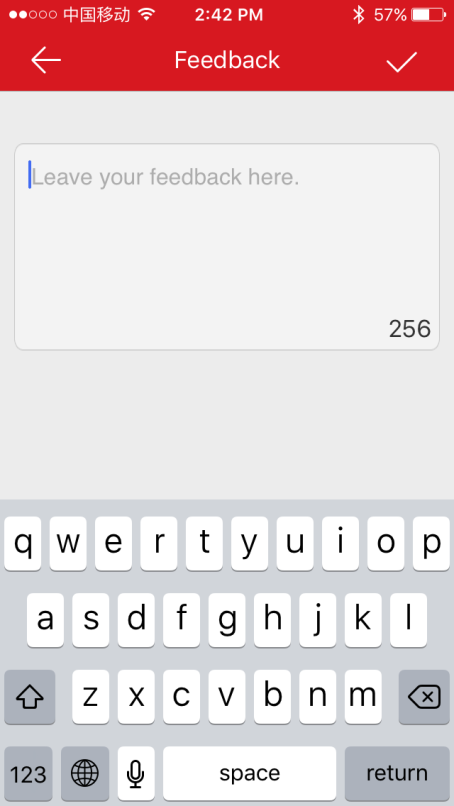 中国移动 2:42 PM 57%
Feedback
Leave your feedback here.
256
q w e r t y u i o p
a s d f g h j k l
z x c v b n m
123 space return